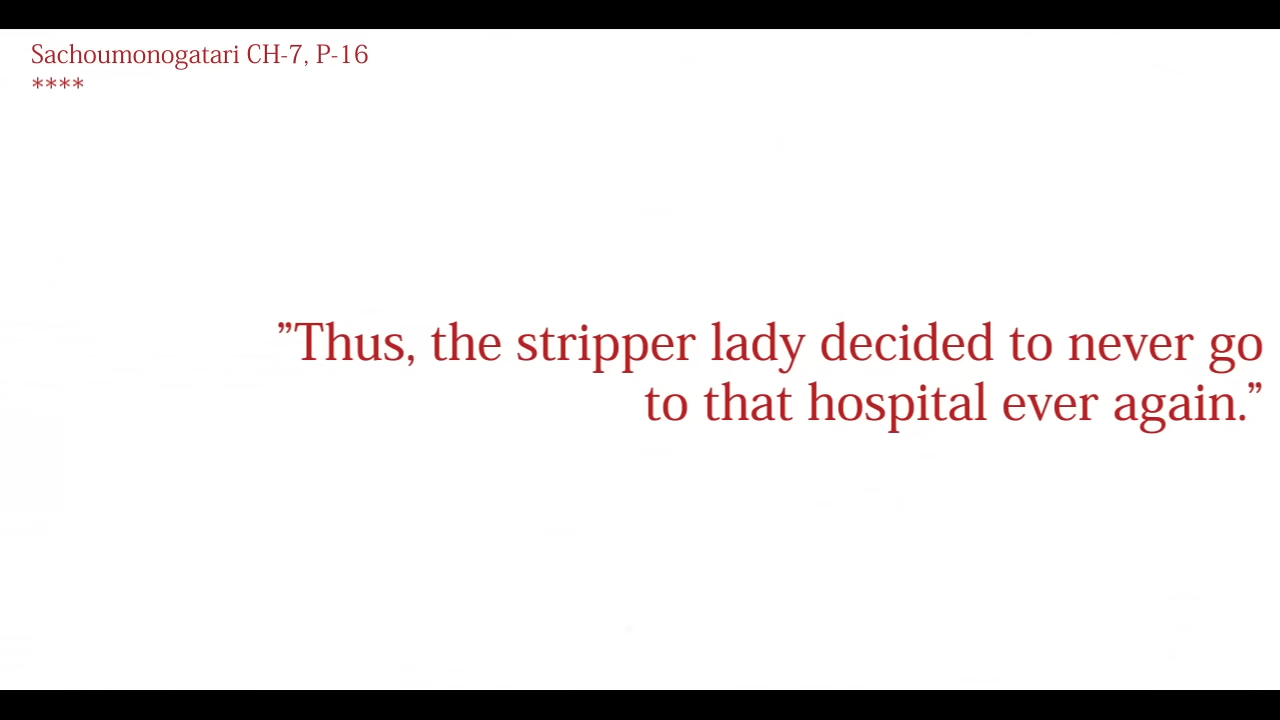 Sachoumonogatari CH-7, P-16
****
”Thus, the stripper lady decided to never go
to that hospital ever again.”